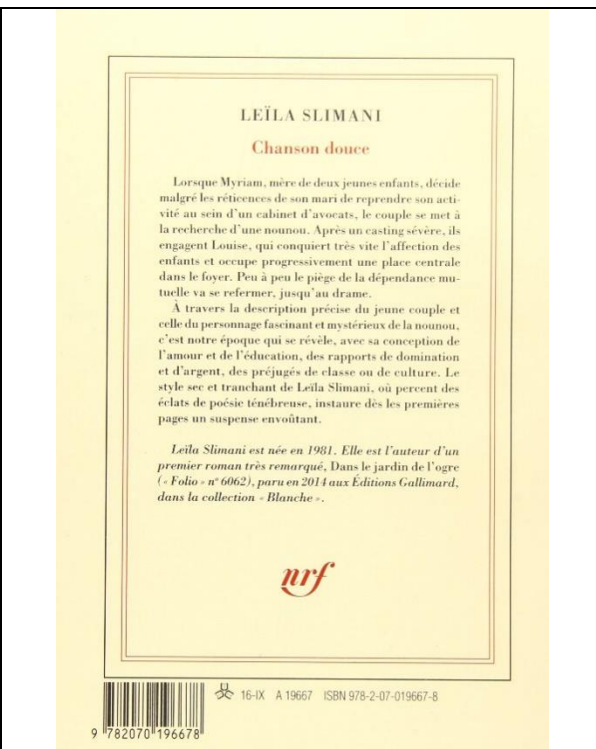 LEÏLA SLIMANI
Chanson douce
Lorsque Myriam, mère de deux jeunes enfants, décide
malgré les réticences de son mari de reprendre son acti-
vité au sein d'un cabinet d'avocats, le couple se met à
la recherche d'une nounou. Après un casting sévère, ils
engagent Louise, qui conquiert très vite l'affection des
enfants et occupe progressivement une place centrale
dans le foyer. Peu à peu le piège de la dépendance mu-
tuelle va se refermer, jusqu'au drame.
À travers la description précise du jeune couple et
celle du personnage fascinant et mystérieux de la nounou,
c'est notre époque qui se révèle, avec sa conception de
l'amour et de l'éducation, des rapports de domination
et d'argent, des préjugés de classe ou de culture. Le
style sec et tranchant de Leïla Slimani, où percent des
éclats de poésie ténébreuse, instaure dès les premières
pages un suspense envoûtant.
Leïla Slimani est née en 1981. Elle est l'auteur d'un
premier roman très remarqué, Dans le jardin de l'ogre
(« Folio » n° 6062), paru en 2014 aux Éditions Gallimard,
dans la collection « Blanche ».
nrf
16-IX A 19667 ISBN 978-2-07-019667-8
9 782070 196678